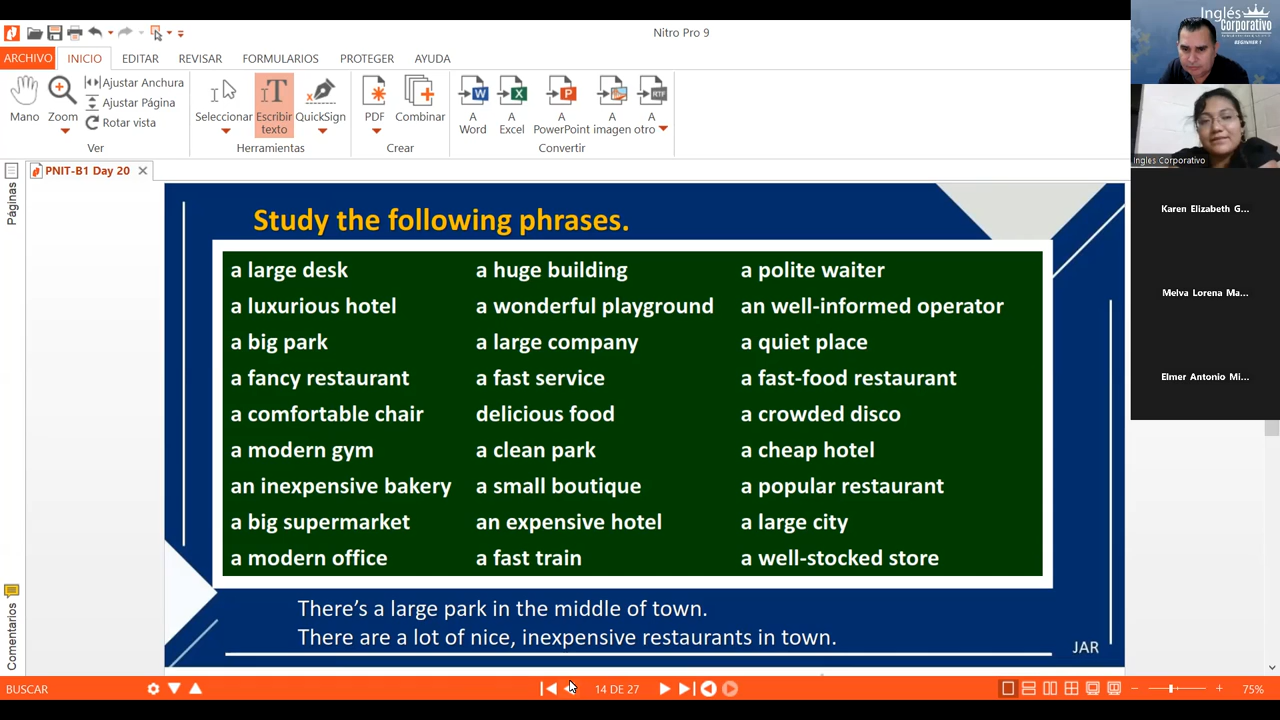 Nitro Pro 9
ARCHIVO INICIO EDITAR REVISAR FORMULARIOS PROTEGER AYUDA
Mano
Zoom
Ajustar Anchura
Ajustar Página
Rotar vista
Ver
Seleccionar
Escribir texto
QuickSign
Herramientas
PDF
Combinar
Crear
A Word
A Excel
A PowerPoint
A imagen
A otro
Convertir
PNIT-B1 Day 20
Páginas
Comentarios
Study the following phrases.
a large desk
a luxurious hotel
a big park
a fancy restaurant
a comfortable chair
a modern gym
an inexpensive bakery
a big supermarket
a modern office
a huge building
a wonderful playground
a large company
a fast service
delicious food
a clean park
a small boutique
an expensive hotel
a fast train
a polite waiter
an well-informed operator
a quiet place
a fast-food restaurant
a crowded disco
a cheap hotel
a popular restaurant
a large city
a well-stocked store
There's a large park in the middle of town.
There are a lot of nice, inexpensive restaurants in town.
JAR
Inglés
Corporativo
BEGINNER 1
Ingles Corporativo
Karen Elizabeth G...
Melva Lorena Ma...
Elmer Antonio Mi...
BUSCAR
14 DE 27
75%